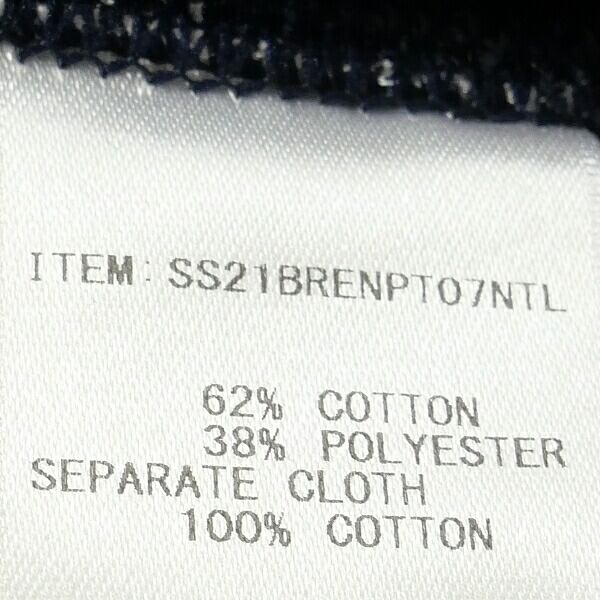 ITEM: SS21BRENPT07NTL
62% COTTON
38% POLYESTER
SEPARATE CLOTH
100% COTTON